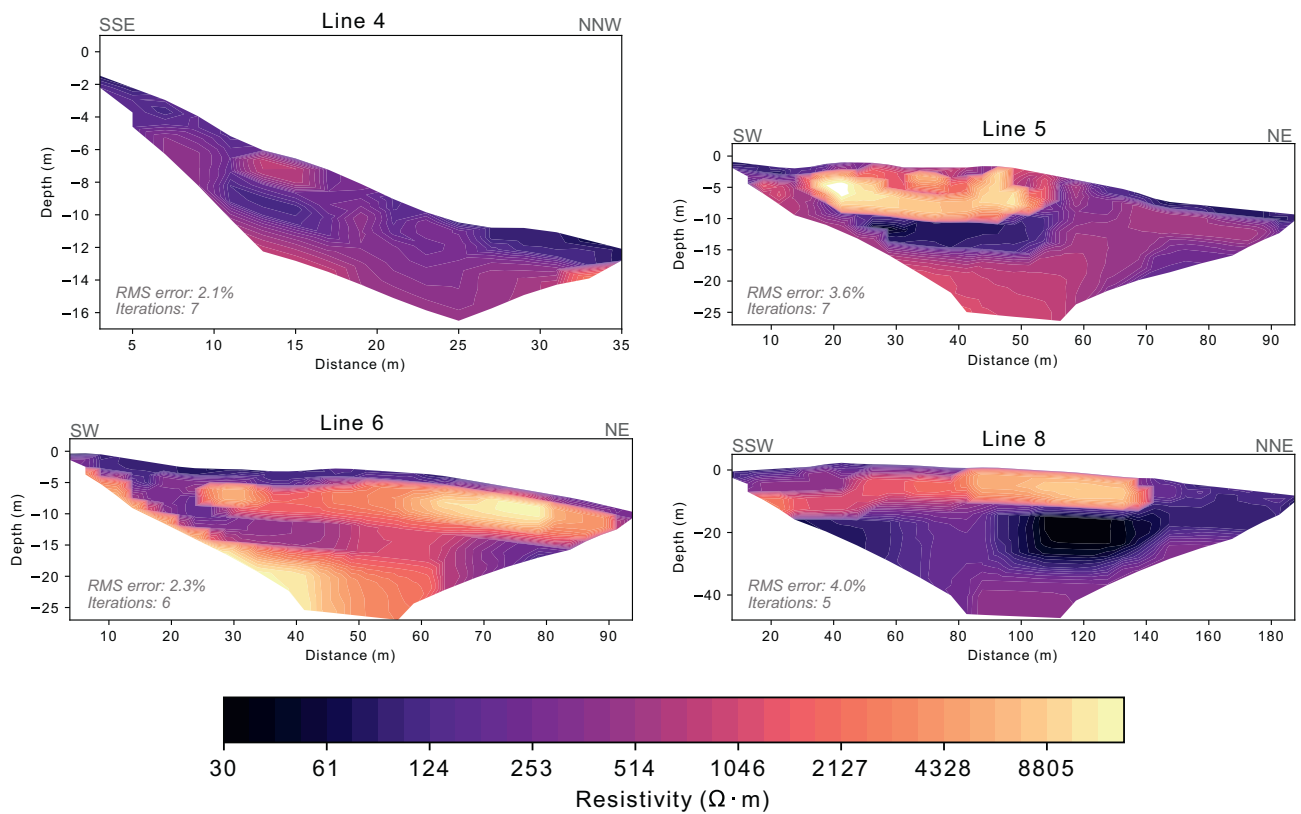 Line 4
SSE NNW
0
−2
−4
−6
−8
−10
−12
−14
−16
Depth (m)
RMS error: 2.1%
Iterations: 7
5 10 15 20 25 30 35
Distance (m)
Line 5
SW NE
0
−5
−10
−15
−20
−25
Depth (m)
RMS error: 3.6%
Iterations: 7
10 20 30 40 50 60 70 80 90
Distance (m)
Line 6
SW NE
0
−5
−10
−15
−20
−25
Depth (m)
RMS error: 2.3%
Iterations: 6
10 20 30 40 50 60 70 80 90
Distance (m)
Line 8
SSW NNE
0
−20
−40
Depth (m)
RMS error: 4.0%
Iterations: 5
20 40 60 80 100 120 140 160 180
Distance (m)
30 61 124 253 514 1046 2127 4328 8805
Resistivity (Ω · m)